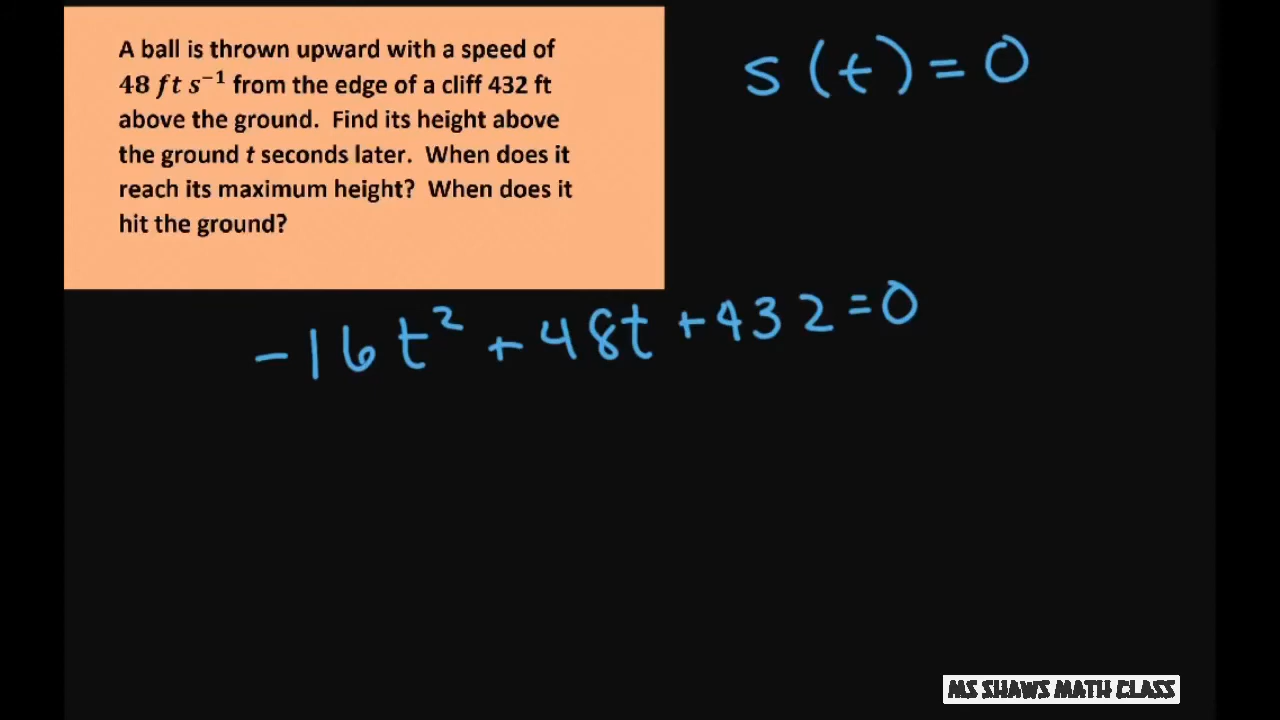 A ball is thrown upward with a speed of
48 ft s⁻¹ from the edge of a cliff 432 ft
above the ground. Find its height above
the ground t seconds later. When does it
reach its maximum height? When does it
hit the ground?
s(t)=0
-16t² +48t +432=0
MS SHAWS MATH CLASS